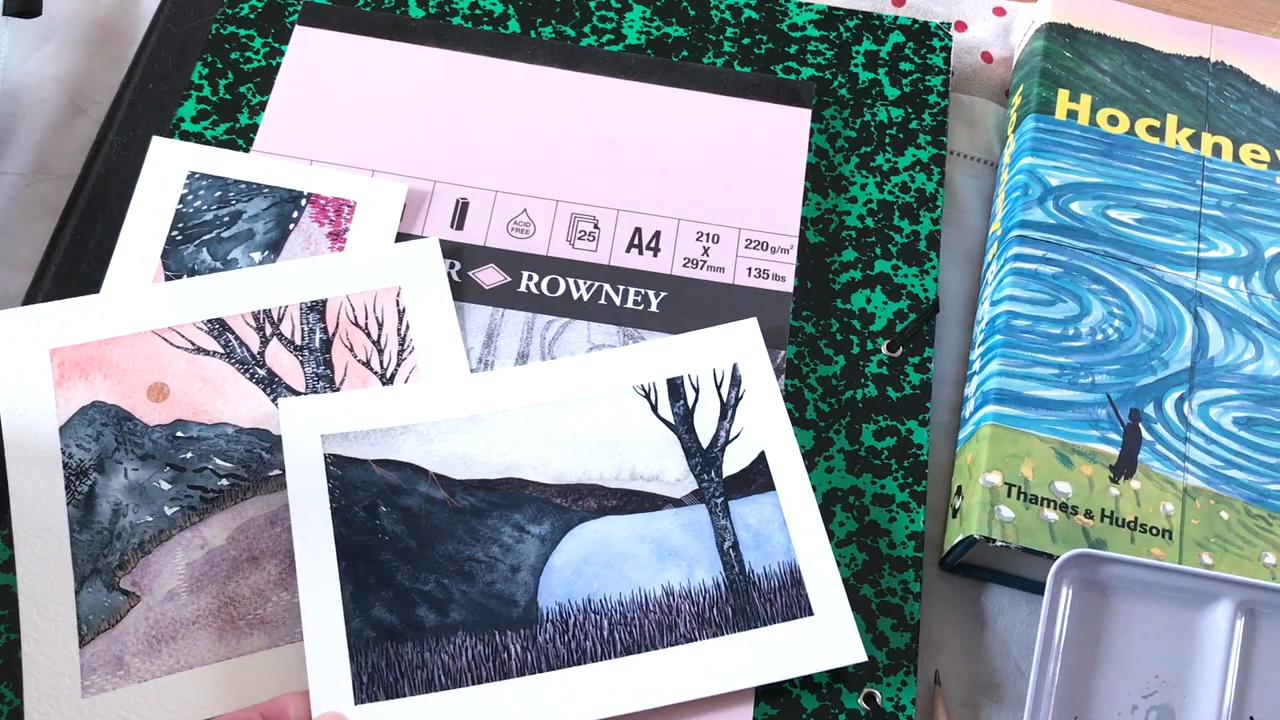 ACID
FREE
25
A4
210
X
297mm
220g/m²
135lbs
ROWNEY
Hockney
Thames & Hudson